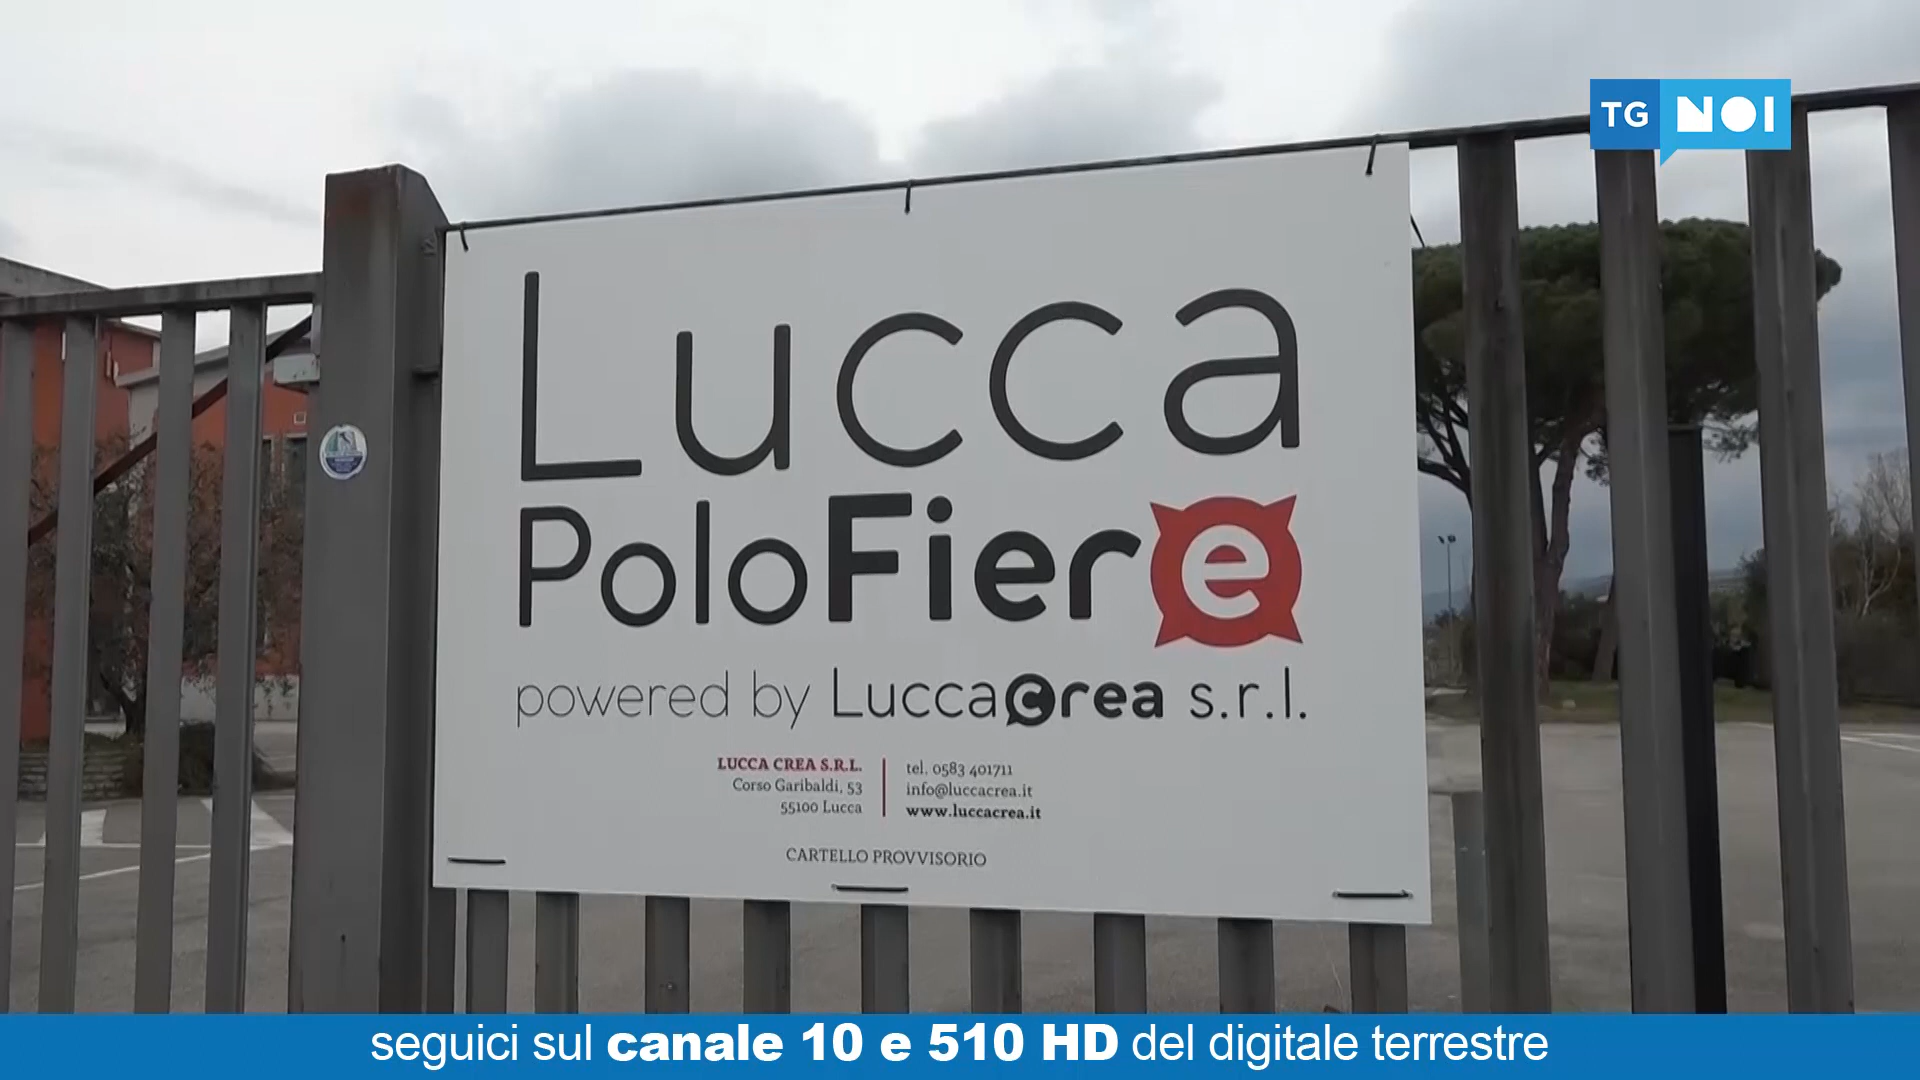 TG NOI
Lucca
PoloFiere
powered by Luccacrea s.r.l.
LUCCA CREA S.R.L.
Corso Garibaldi, 53
55100 Lucca
tel. 0583 401711
info@luccacrea.it
www.luccacrea.it
CARTELLO PROVVISORIO
seguici sul canale 10 e 510 HD del digitale terrestre